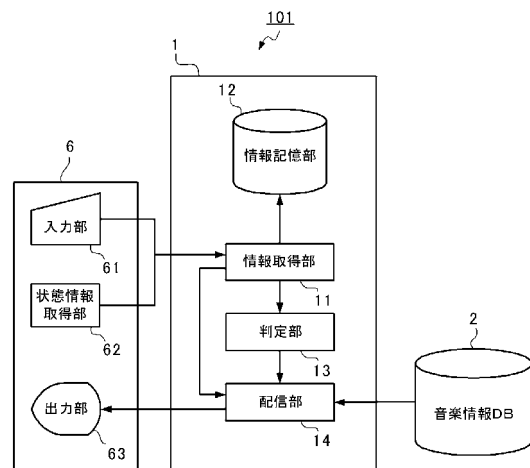 101
1
12
情報記憶部
6
入力部
61
情報取得部
11
状態情報
取得部
62
判定部
13
2
出力部
63
配信部
14
音楽情報DB